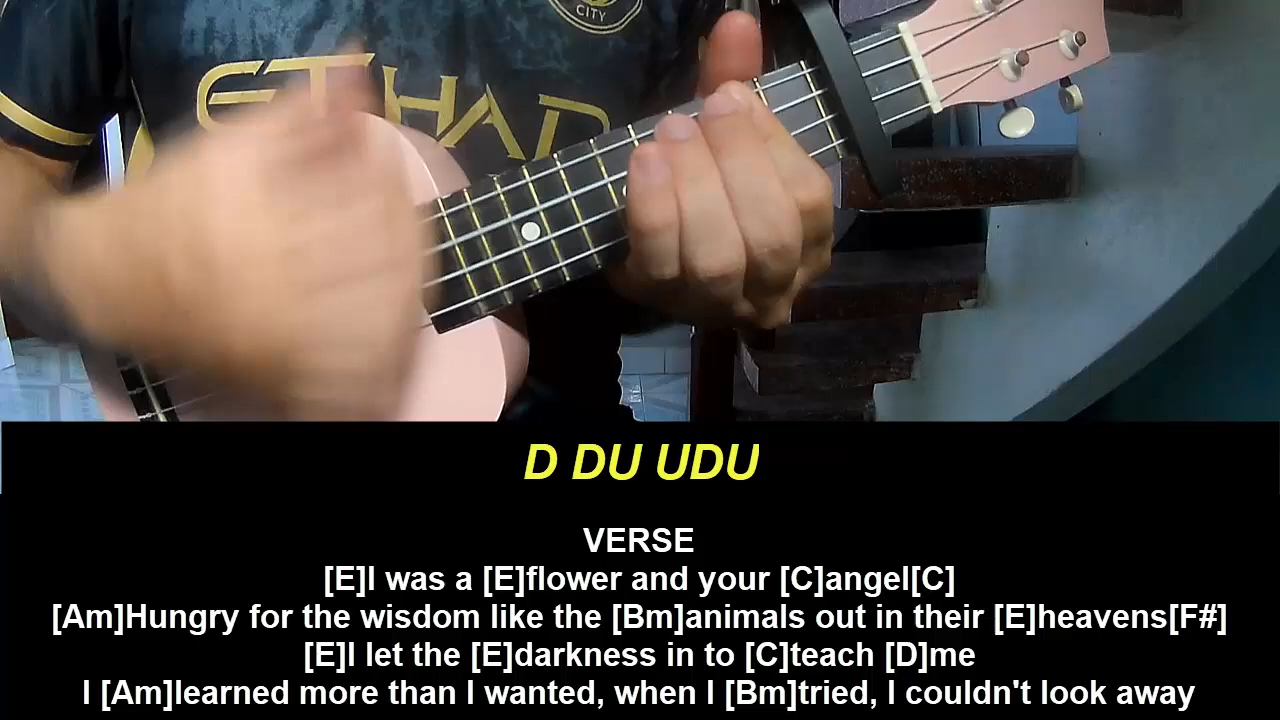 CITY
ETIHAD
D DU UDU
VERSE
[E]I was a [E]flower and your [C]angel[C]
[Am]Hungry for the wisdom like the [Bm]animals out in their [E]heavens[F#]
[E]I let the [E]darkness in to [C]teach [D]me
I [Am]learned more than I wanted, when I [Bm]tried, I couldn't look away